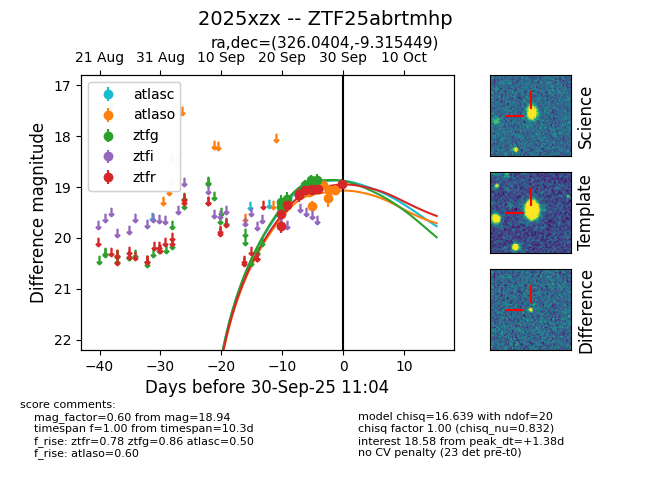 2025xzx -- ZTF25abrtmhp
ra,dec=(326.0404,-9.315449)
21 Aug 31 Aug 10 Sep 20 Sep 30 Sep 10 Oct
17
18
19
20
21
22
Difference magnitude
atlasc
atlaso
ztfg
ztfi
ztfr
−40 −30 −20 −10 0 10
Days before 30-Sep-25 11:04
Science
Template
Difference
score comments:
mag_factor=0.60 from mag=18.94
timespan f=1.00 from timespan=10.3d
f_rise: ztfr=0.78 ztfg=0.86 atlasc=0.50
f_rise: atlaso=0.60
model chisq=16.639 with ndof=20
chisq factor 1.00 (chisq_nu=0.832)
interest 18.58 from peak_dt=+1.38d
no CV penalty (23 det pre-t0)